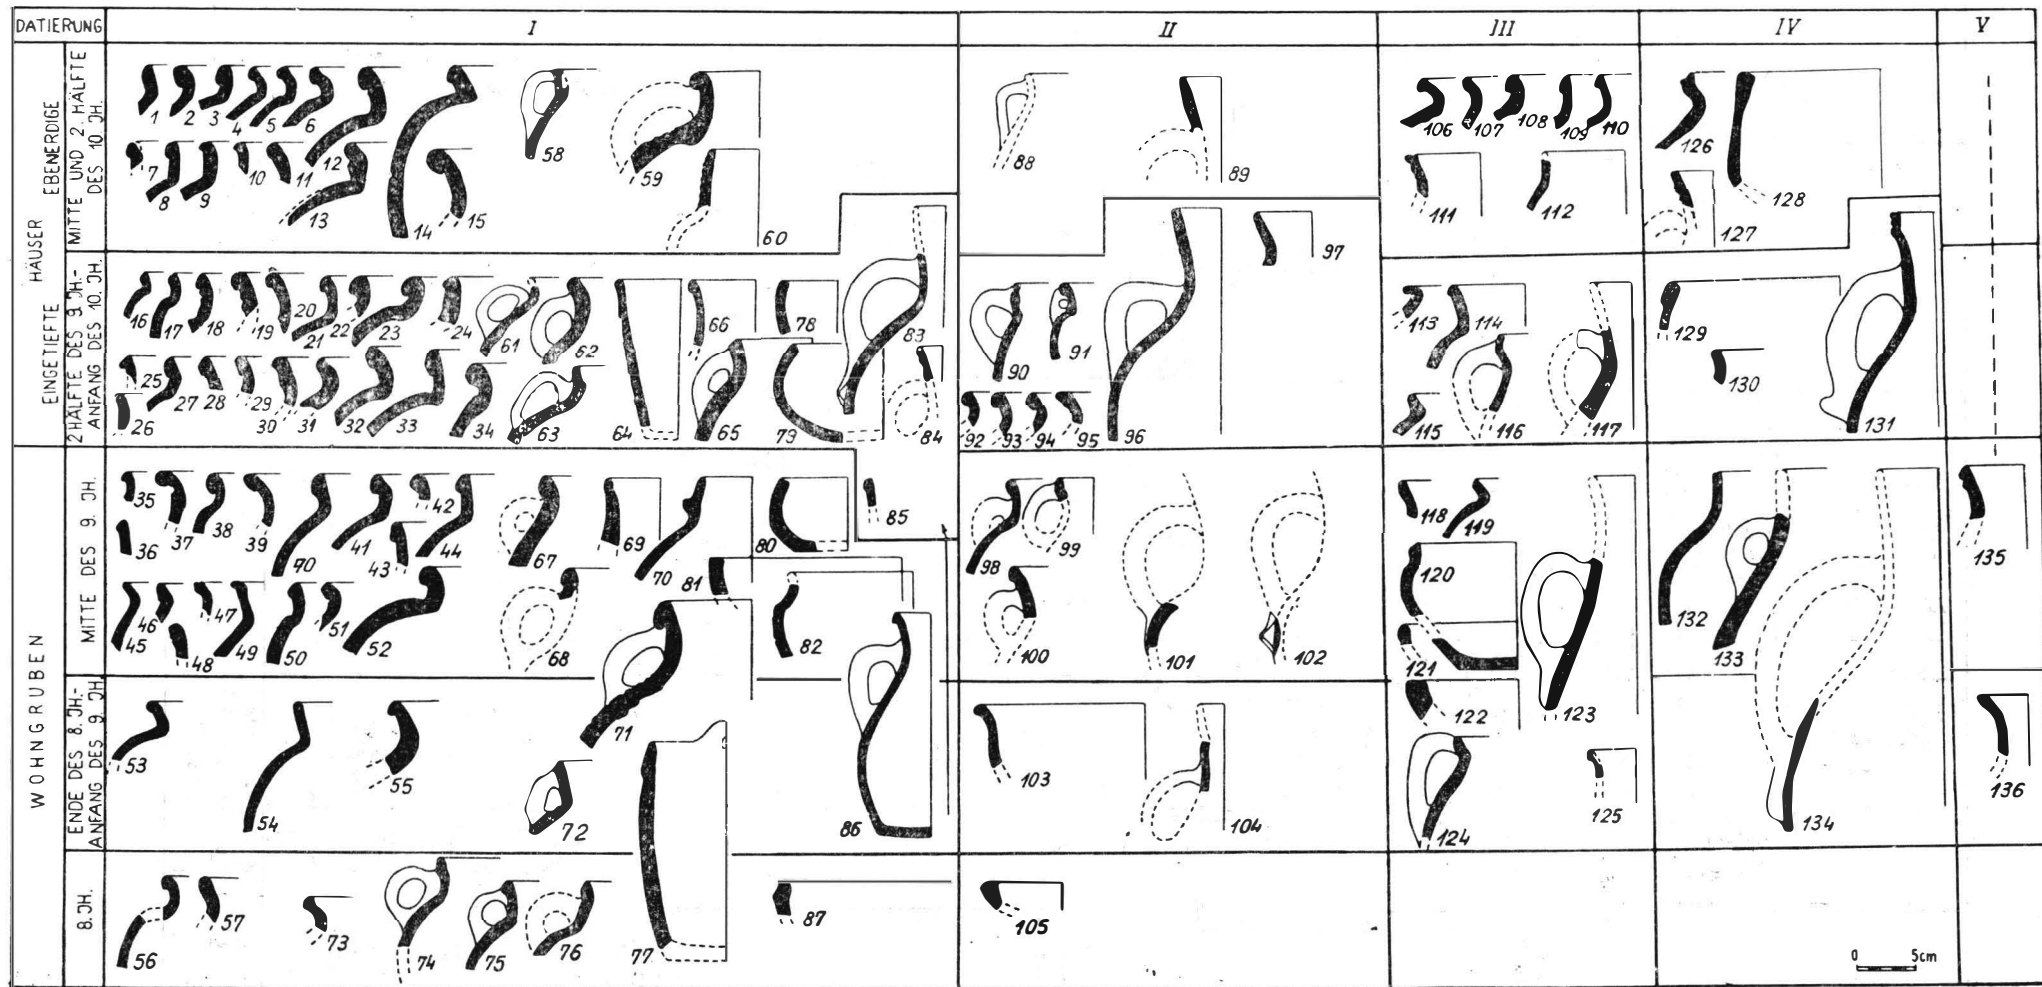 DATIERUNG I II III IV V
EINGETIEFTE HÄUSER EBENERDIGE
MITTE UND 2. HÄLFTE
DES 10 JH.
1 2 3 4 5 6 12 14 58 59 60
7 8 9 10 11 13 15
88 89
106 107 108 109 110
111 112
126 128 127
2 HÄLFTE DES 9. JH.-
ANFANG DES 10. JH.
16 17 18 19 20 21 22 23 24 61 62 66 78 83
25 26 27 28 29 30 31 32 33 34 63 64 65 79 84
90 91 97
92 93 94 95 96
113 114
115 116 117
129 130 131
WOHNGRUBEN
MITTE DES 9. JH.
35 36 37 38 39 40 41 42 43 44 67 69 70 80 81 85
45 46 47 48 49 50 51 52 68 82
98 99
100 101 102
118 119
120
121
122 123
132 133
135
ENDE DES 8. JH.-
ANFANG DES 9. JH
53 54 55 71 72 86
103 104
124 125
134
136
8. JH.
56 57 73 74 75 76 77 87
105
0 5cm